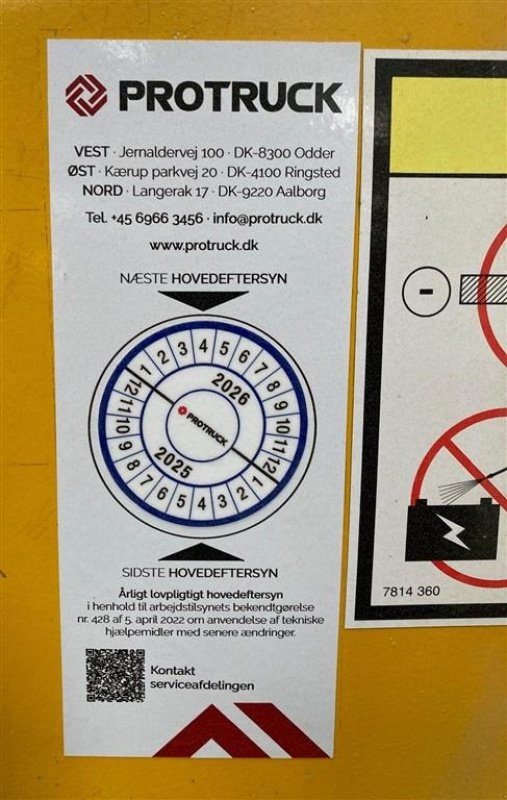 PROTRUCK
VEST · Jernaldervej 100 · DK-8300 Odder
ØST · Kærup parkvej 20 · DK-4100 Ringsted
NORD · Langerak 17 · DK-9220 Aalborg
Tel. +45 6966 3456 · info@protruck.dk
www.protruck.dk
NÆSTE HOVEDEFTERSYN
1 2 3 4 5 6 7 8 9 10 11 12
2026
PROTRUCK
2025
1 2 3 4 5 6 7 8 9 10 11 12
SIDSTE HOVEDEFTERSYN
Årligt lovpligtigt hovedeftersyn
i henhold til arbejdstilsynets bekendtgørelse
nr. 428 af 5. april 2022 om anvendelse af tekniske
hjælpemidler med senere ændringer.
Kontakt
serviceafdelingen
-
7814 360